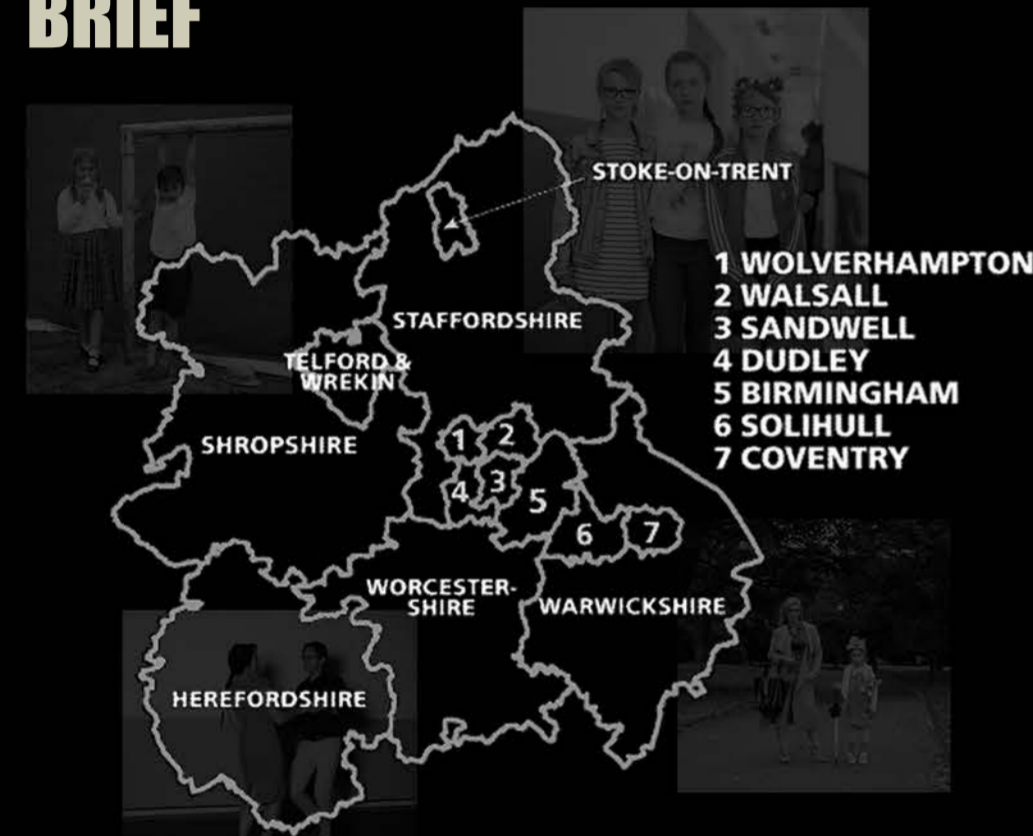 BRIEF
STOKE-ON-TRENT
1 WOLVERHAMPTON
2 WALSALL
3 SANDWELL
4 DUDLEY
5 BIRMINGHAM
6 SOLIHULL
7 COVENTRY
STAFFORDSHIRE
TELFORD &
WREKIN
SHROPSHIRE
1
2
3
4
5
6
7
WORCESTER-
SHIRE
WARWICKSHIRE
HEREFORDSHIRE